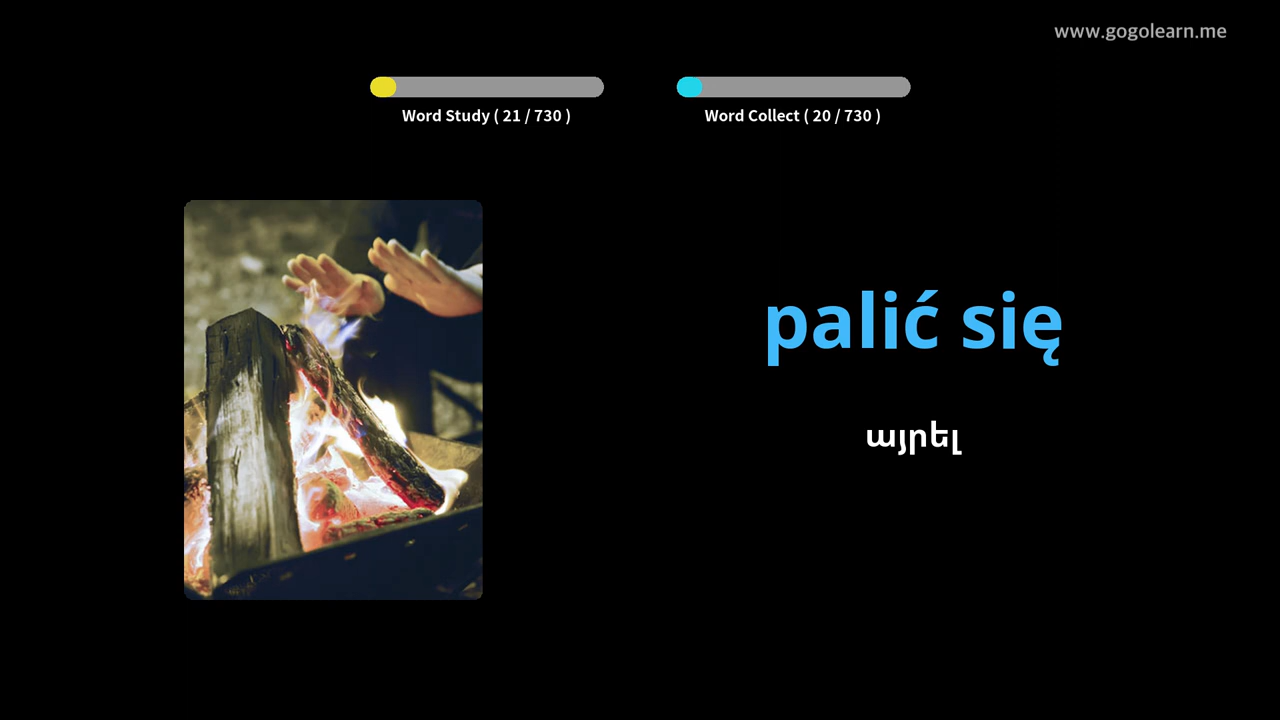 www.gogolearn.me
Word Study ( 21 / 730 )
Word Collect ( 20 / 730 )
palić się
այրել